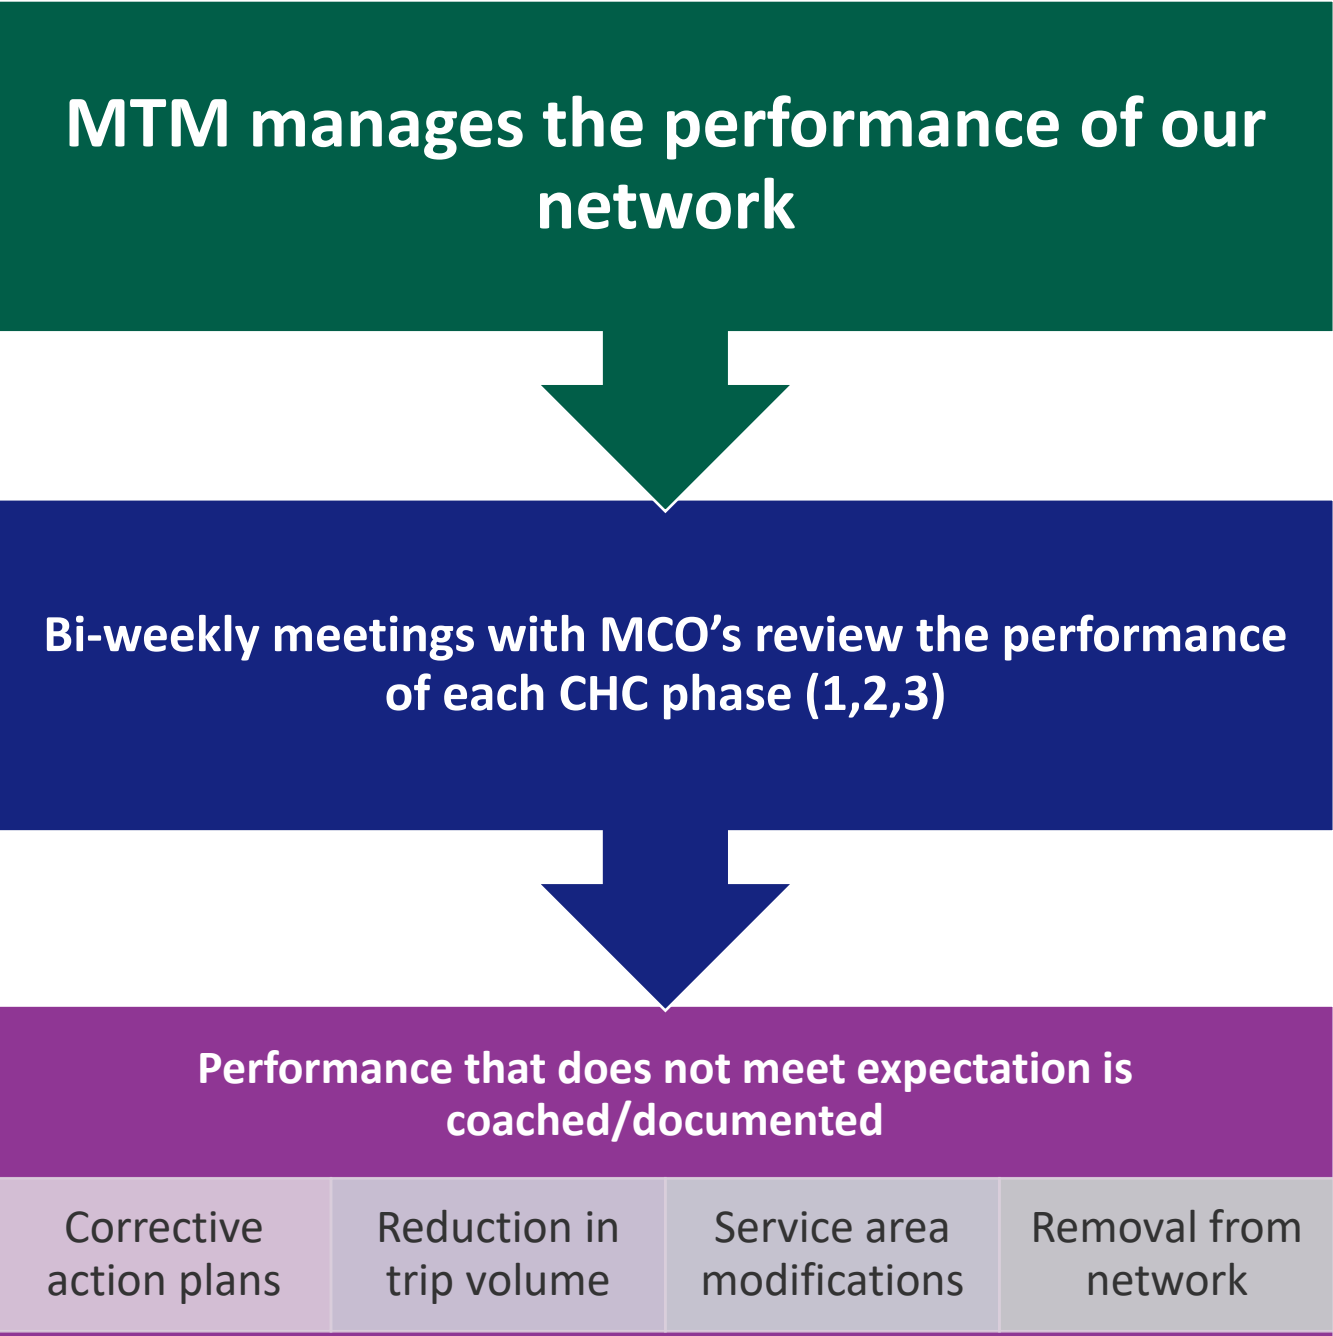 MTM manages the performance of our
network
Bi-weekly meetings with MCO’s review the performance
of each CHC phase (1,2,3)
Performance that does not meet expectation is
coached/documented
Corrective
action plans
Reduction in
trip volume
Service area
modifications
Removal from
network